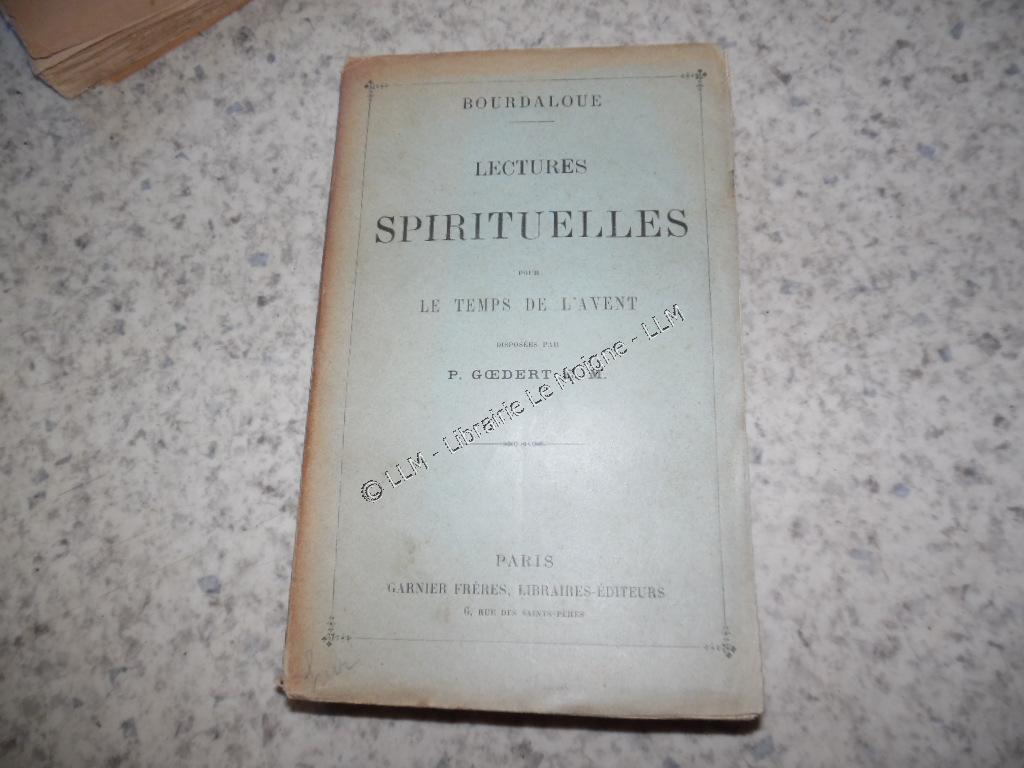 BOURDALOUE
LECTURES
SPIRITUELLES
POUR
LE TEMPS DE L'AVENT
DISPOSÉES PAR
P. GŒDERT M.
© LLM - Librairie Le Moigne - LLM
PARIS
GARNIER FRÈRES, LIBRAIRES-ÉDITEURS
6, RUE DES SAINTS-PÈRES